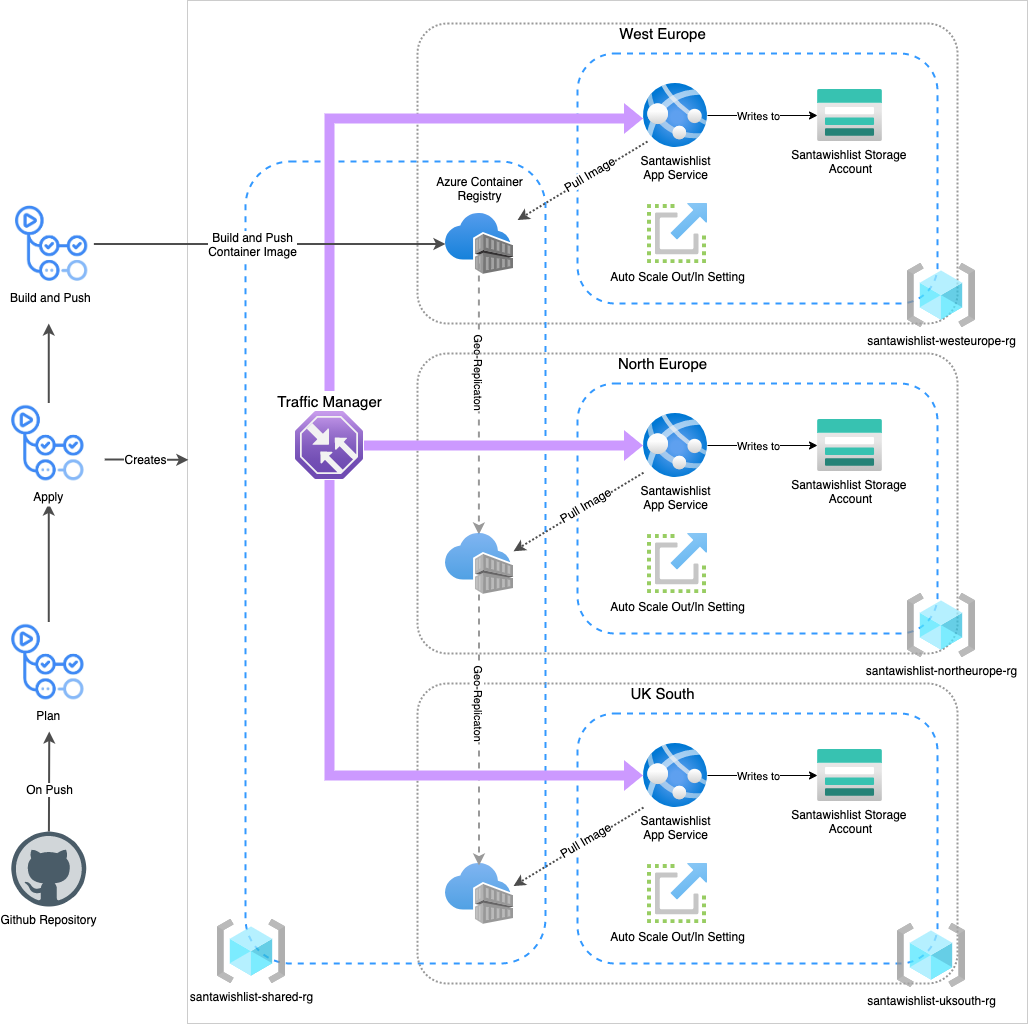 West Europe
Writes to
Santawishlist
App Service
Santawishlist Storage
Account
Pull Image
Azure Container
Registry
Build and Push
Container Image
Auto Scale Out/In Setting
Build and Push
santawishlist-westeurope-rg
Geo-Replicaton
North Europe
Traffic Manager
Writes to
Creates
Apply
Santawishlist
App Service
Santawishlist Storage
Account
Pull Image
Auto Scale Out/In Setting
santawishlist-northeurope-rg
Geo-Replicaton
UK South
Plan
Writes to
On Push
Santawishlist
App Service
Santawishlist Storage
Account
Pull Image
Github Repository
Auto Scale Out/In Setting
santawishlist-shared-rg
santawishlist-uksouth-rg